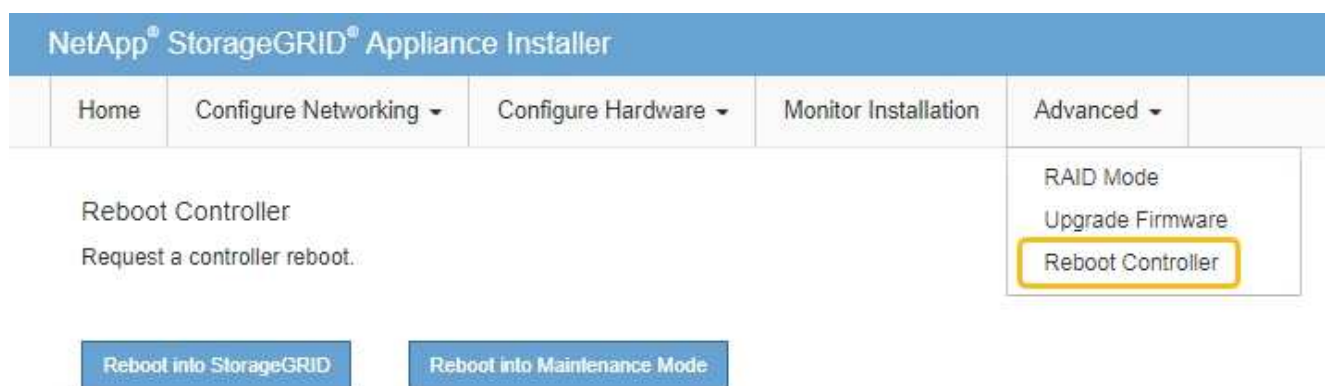 NetApp® StorageGRID® Appliance Installer
Home Configure Networking Configure Hardware Monitor Installation Advanced
RAID Mode
Upgrade Firmware
Reboot Controller
Reboot Controller
Request a controller reboot.
Reboot into StorageGRID Reboot into Maintenance Mode